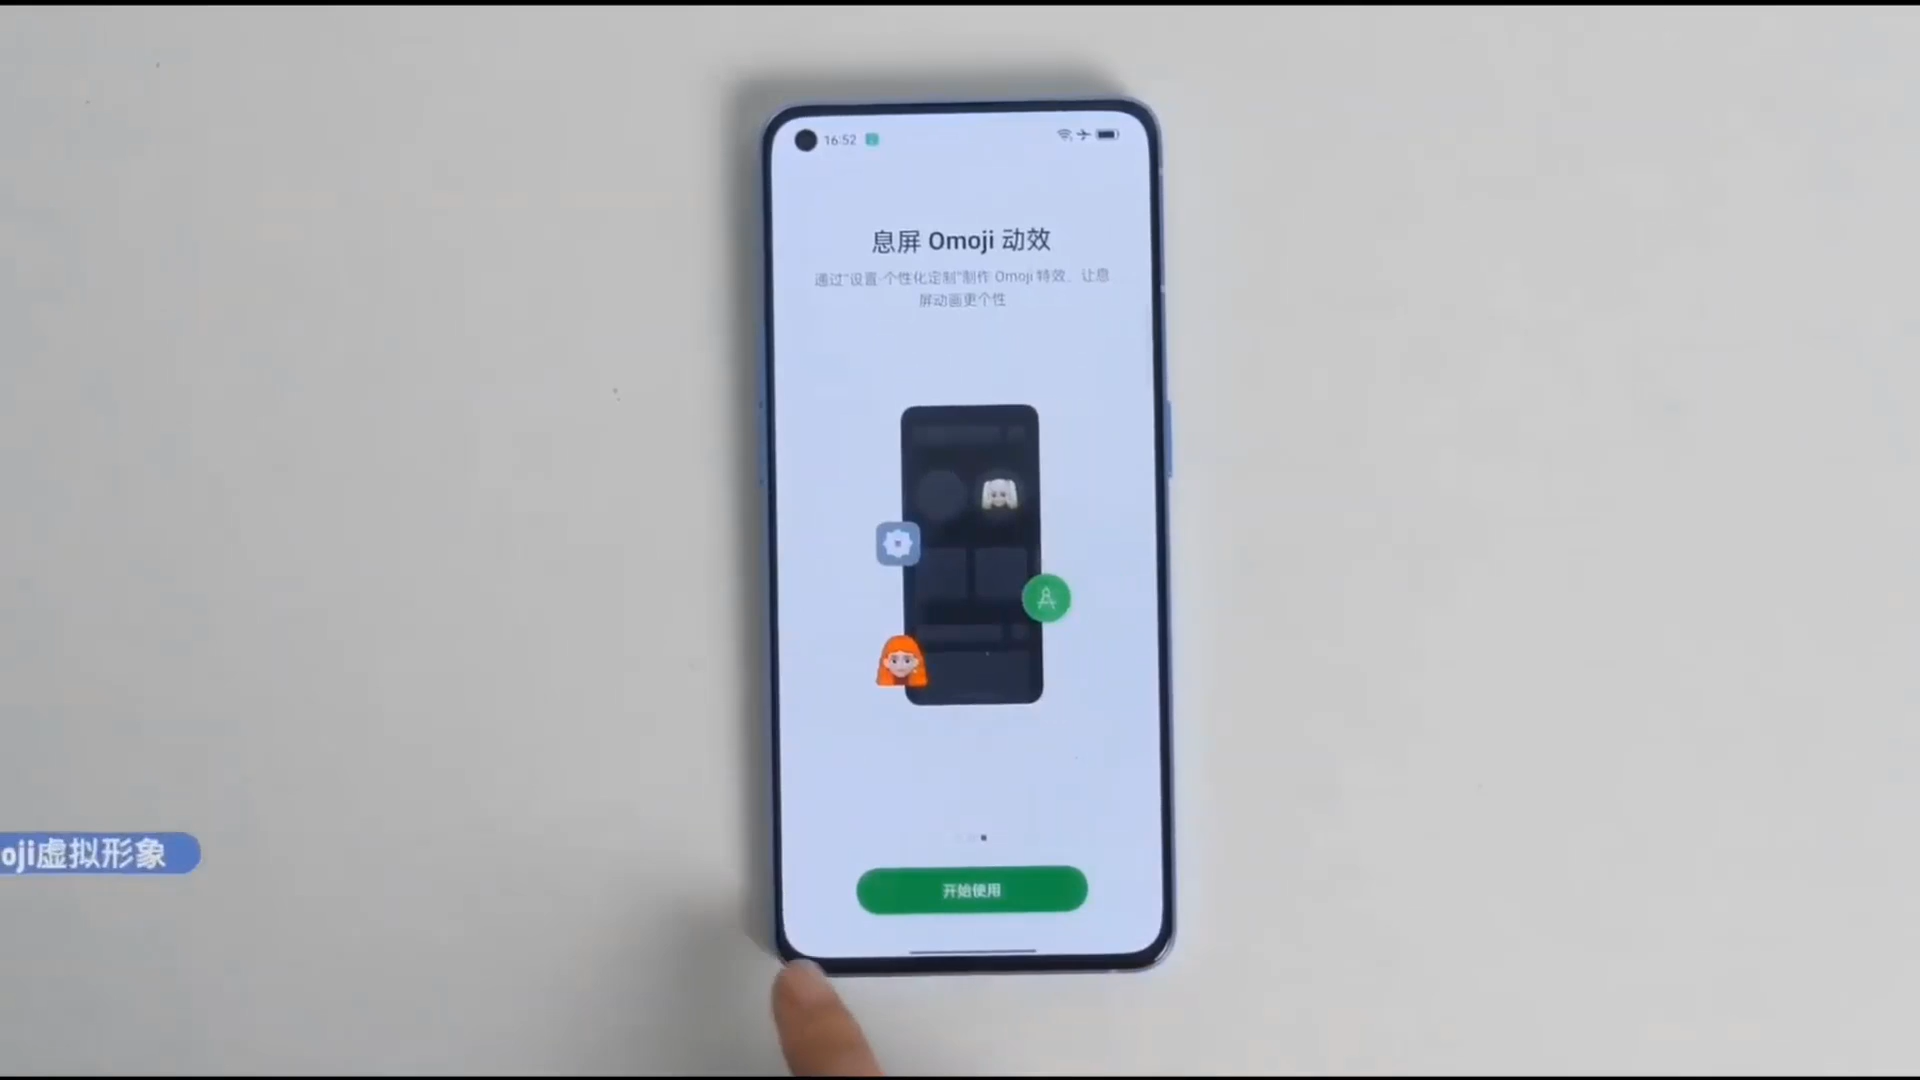 16:52
息屏 Omoji 动效
通过“设置-个性化定制”制作 Omoji 特效，让息
屏动画更个性
oji虚拟形象
开始使用